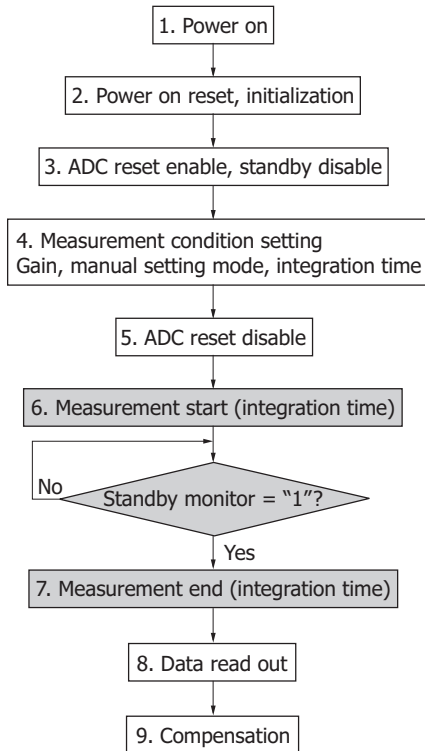 1. Power on
2. Power on reset, initialization
3. ADC reset enable, standby disable
4. Measurement condition setting
Gain, manual setting mode, integration time
5. ADC reset disable
6. Measurement start (integration time)
No
Standby monitor = “1”?
Yes
7. Measurement end (integration time)
8. Data read out
9. Compensation